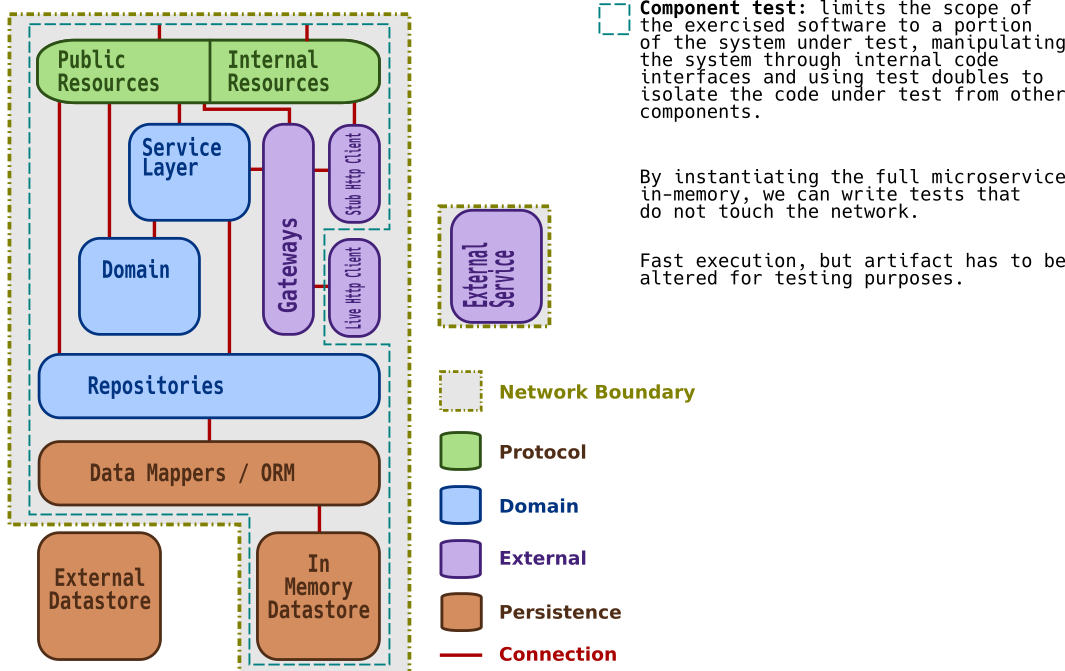 Public
Resources
Internal
Resources
Service
Layer
Gateways
Stub Http Client
Domain
Live Http Client
Repositories
Data Mappers / ORM
External
Datastore
In
Memory
Datastore
External
Service
Network Boundary
Protocol
Domain
External
Persistence
Connection
Component test: limits the scope of
the exercised software to a portion
of the system under test, manipulating
the system through internal code
interfaces and using test doubles to
isolate the code under test from other
components.
By instantiating the full microservice
in-memory, we can write tests that
do not touch the network.
Fast execution, but artifact has to be
altered for testing purposes.